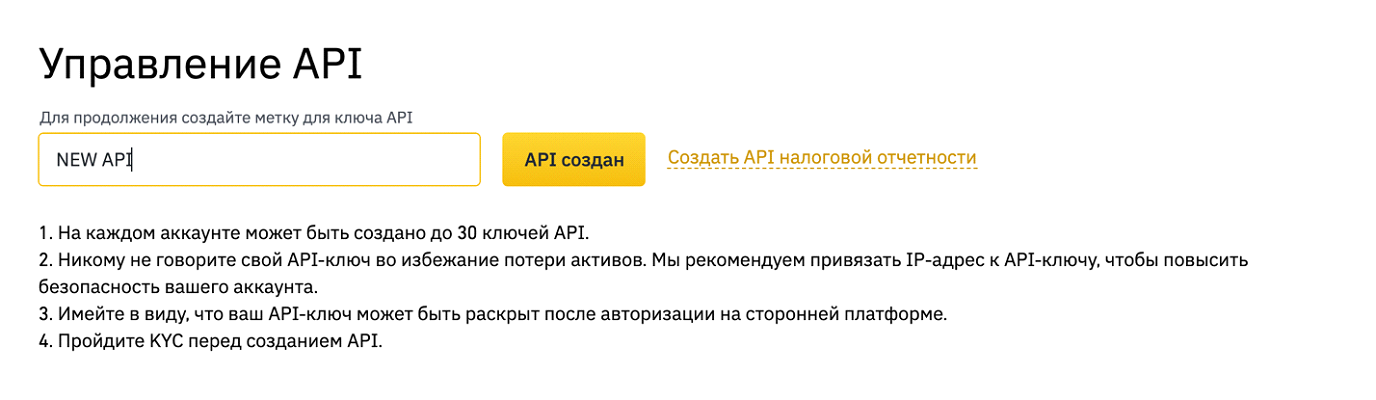 Управление API
Для продолжения создайте метку для ключа API
NEW API
API создан
Создать API налоговой отчетности
1. На каждом аккаунте может быть создано до 30 ключей API.
2. Никому не говорите свой API-ключ во избежание потери активов. Мы рекомендуем привязать IP-адрес к API-ключу, чтобы повысить
безопасность вашего аккаунта.
3. Имейте в виду, что ваш API-ключ может быть раскрыт после авторизации на сторонней платформе.
4. Пройдите KYC перед созданием API.